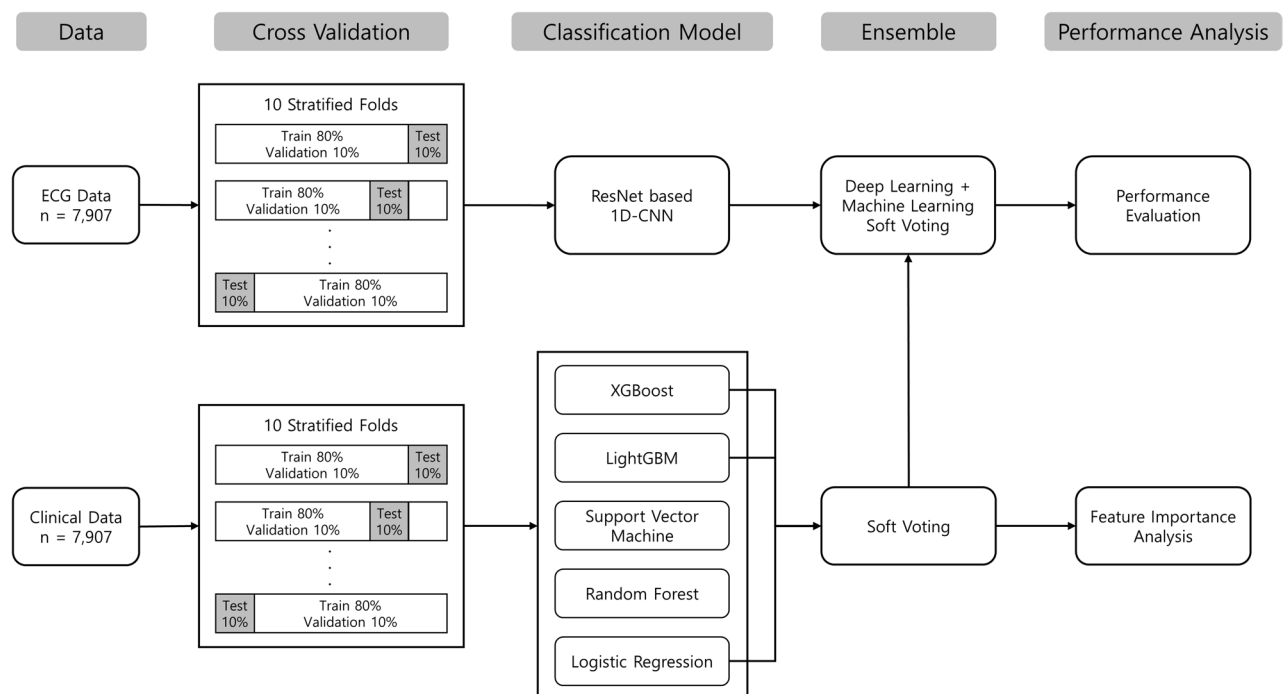 Data
Cross Validation
Classification Model
Ensemble
Performance Analysis
10 Stratified Folds
Train 80%
Validation 10%
Test
10%
Train 80%
Validation 10%
Test
10%
.
.
.
Test
10%
Train 80%
Validation 10%
ECG Data
n = 7,907
ResNet based
1D-CNN
Deep Learning +
Machine Learning
Soft Voting
Performance
Evaluation
10 Stratified Folds
Train 80%
Validation 10%
Test
10%
Train 80%
Validation 10%
Test
10%
.
.
.
Test
10%
Train 80%
Validation 10%
Clinical Data
n = 7,907
XGBoost
LightGBM
Support Vector
Machine
Random Forest
Logistic Regression
Soft Voting
Feature Importance
Analysis